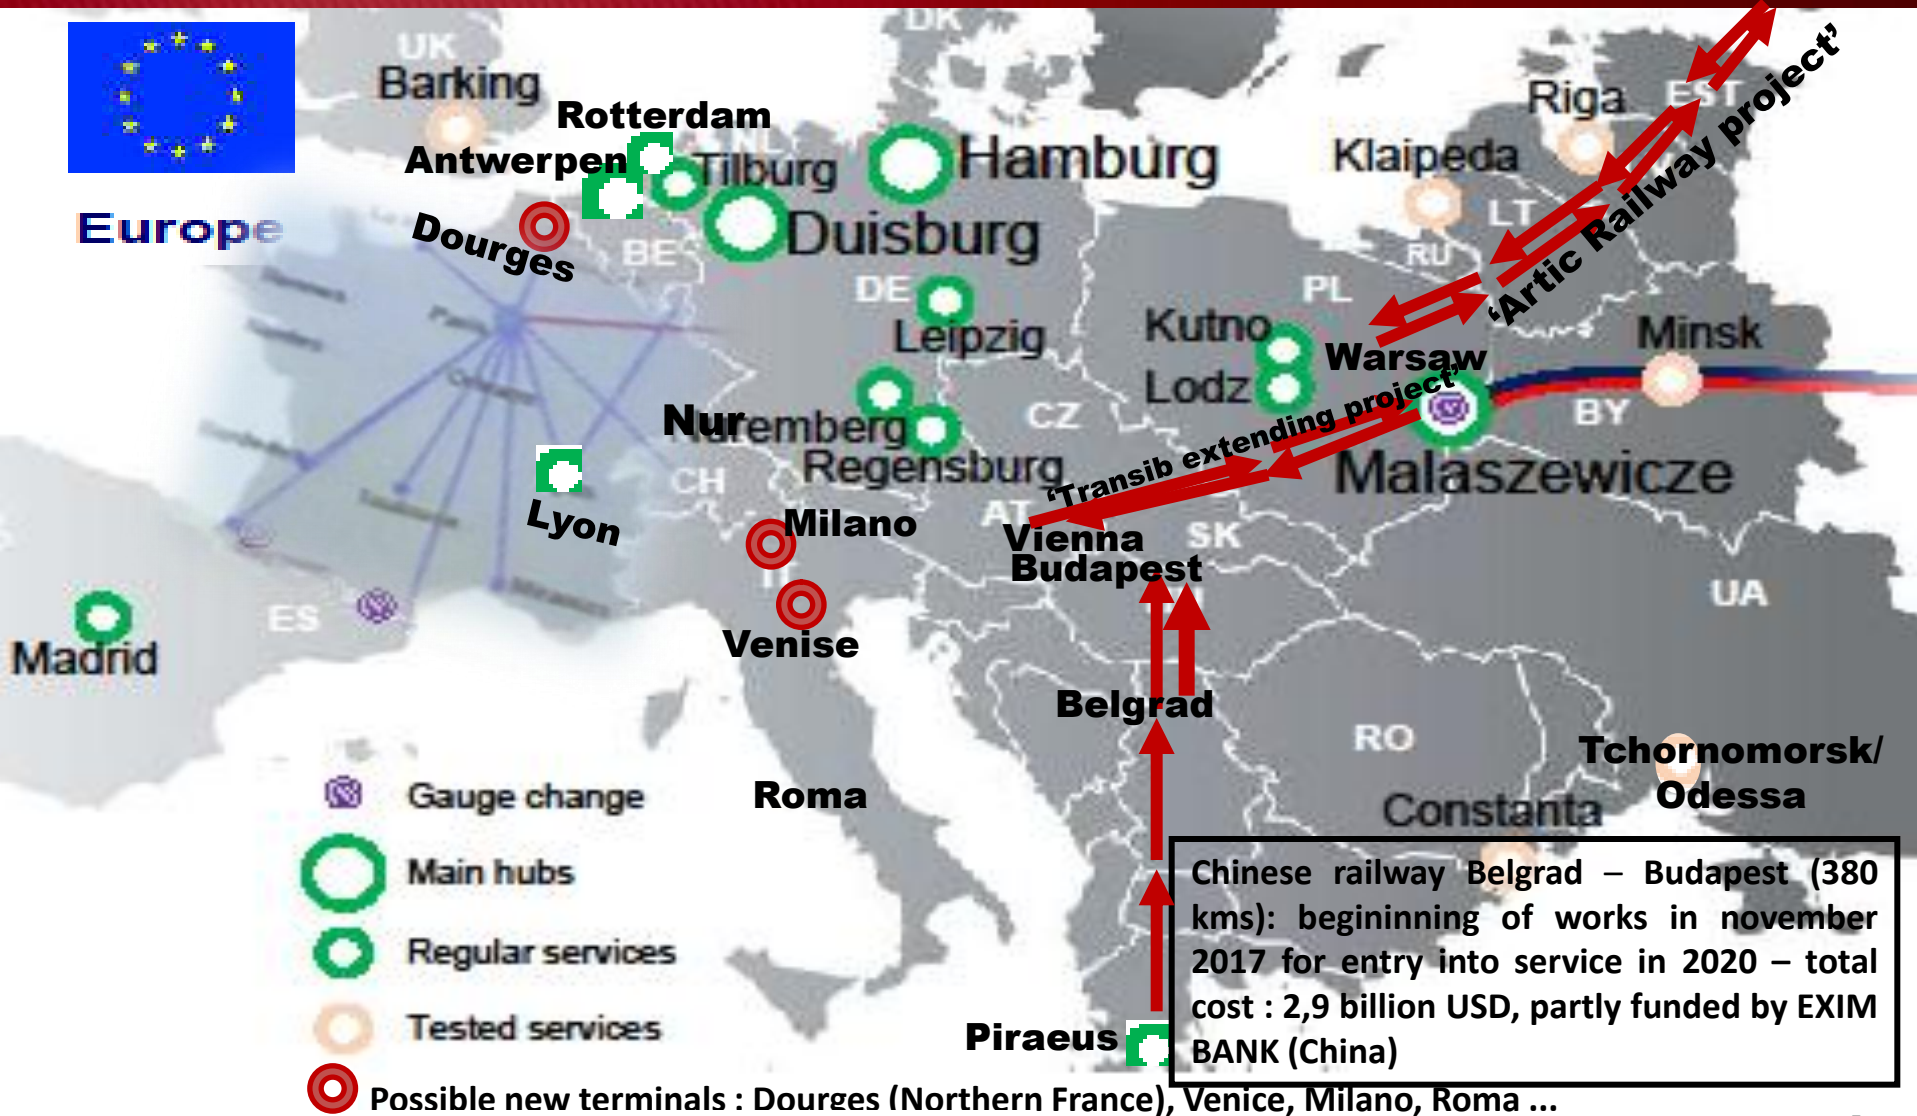 DK
UK
Barking
Rotterdam
Antwerpen
NL
Tilburg
Hamburg
Riga
EST
Klaipeda
'Artic Railway project'
LT
RU
Europe
Dourges
BE
Duisburg
DE
PL
Leipzig
Kutno
Warsaw
Minsk
Lodz
BY
Paris
Nuremberg
Nur
CZ
Regensburg
'Transib extending project'
Malaszewicze
CH
Lyon
Milano
AT
Vienna
SK
Budapest
IT
UA
ES
Madrid
Venise
Belgrad
RO
Tchornomorsk/
Odessa
Roma
Constanta
Gauge change
Main hubs
Regular services
Tested services
Piraeus
Chinese railway Belgrad – Budapest (380
kms): begininning of works in november
2017 for entry into service in 2020 – total
cost : 2,9 billion USD, partly funded by EXIM
BANK (China)
Possible new terminals : Dourges (Northern France), Venice, Milano, Roma ...